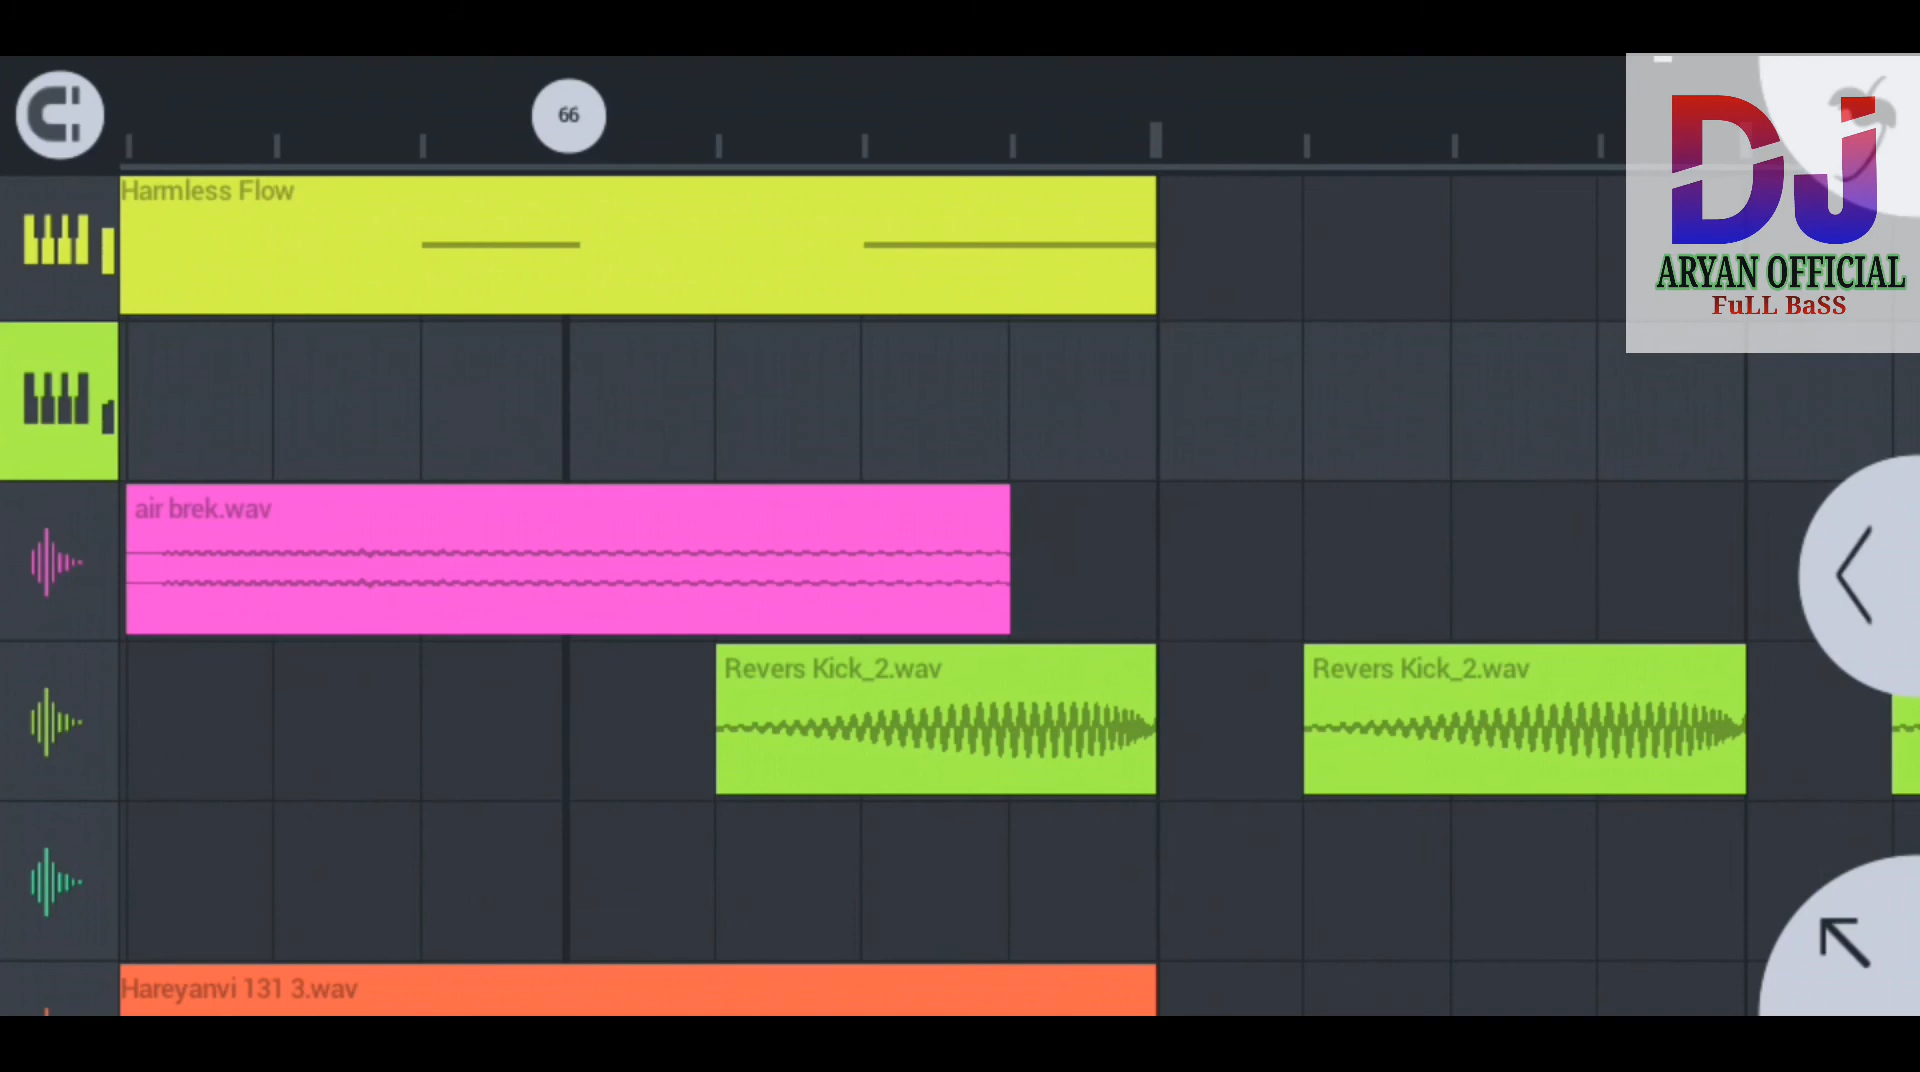 66
DJ
ARYAN OFFICIAL
FuLL BaSS
Harmless Flow
air brek.wav
Revers Kick_2.wav
Revers Kick_2.wav
Hareyanvi 131 3.wav